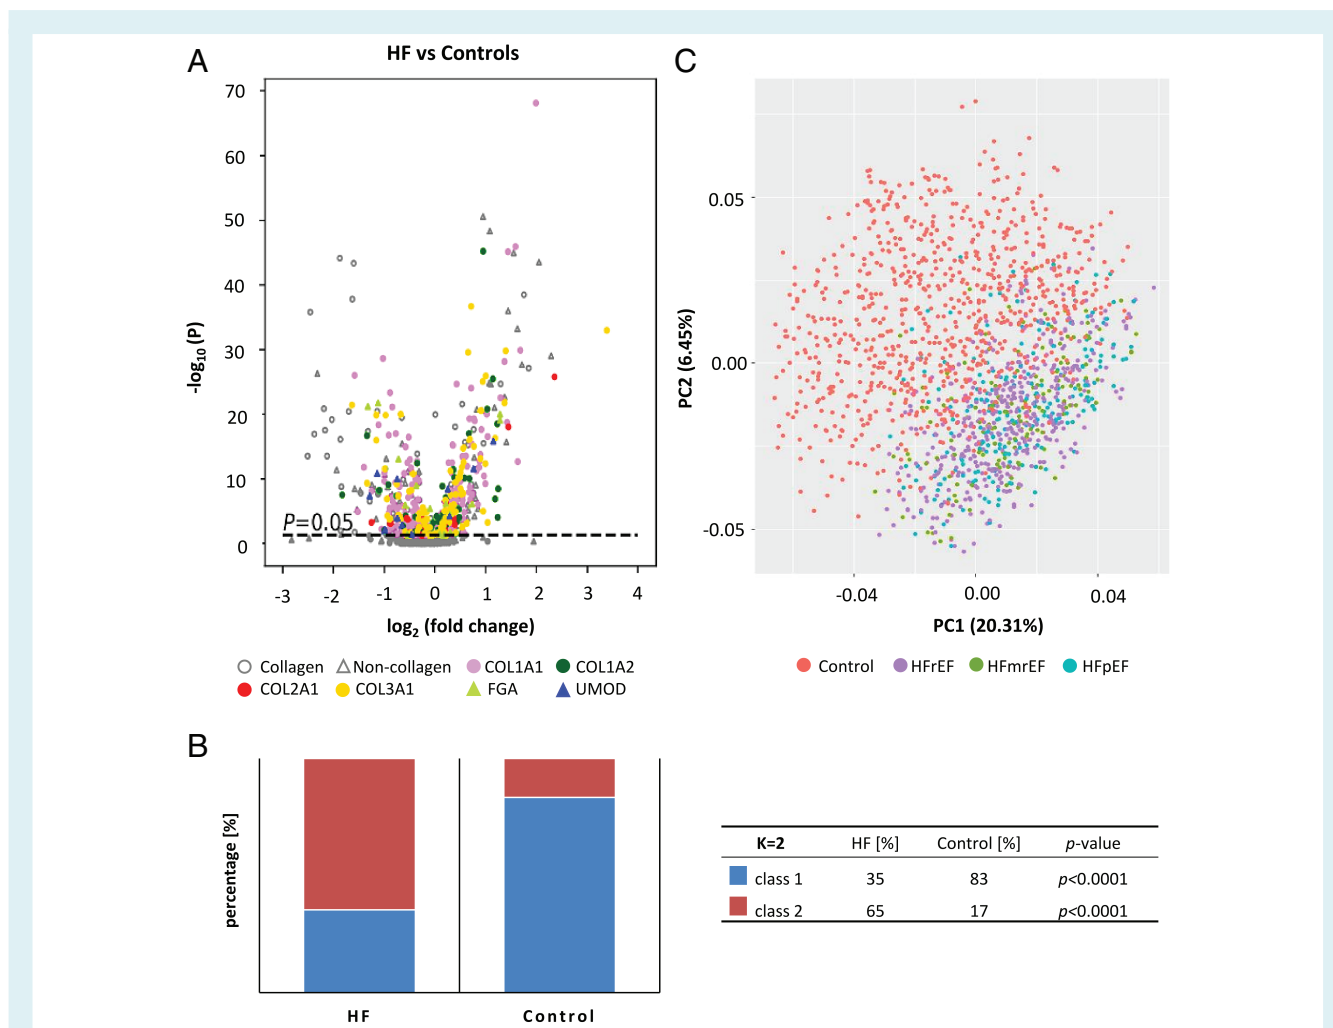 A
HF vs Controls
70
60
50
40
30
20
10
0
-log10 (P)
P=0.05
-3 -2 -1 0 1 2 3 4
log2 (fold change)
Collagen Non-collagen COL1A1 COL1A2
COL2A1 COL3A1 FGA UMOD
C
0.05
0.00
-0.05
PC2 (6.45%)
-0.04 0.00 0.04
PC1 (20.31%)
Control HFrEF HFmrEF HFpEF
B
percentage [%]
HF Control
K=2 HF [%] Control [%] p-value
class 1 35 83 p<0.0001
class 2 65 17 p<0.0001